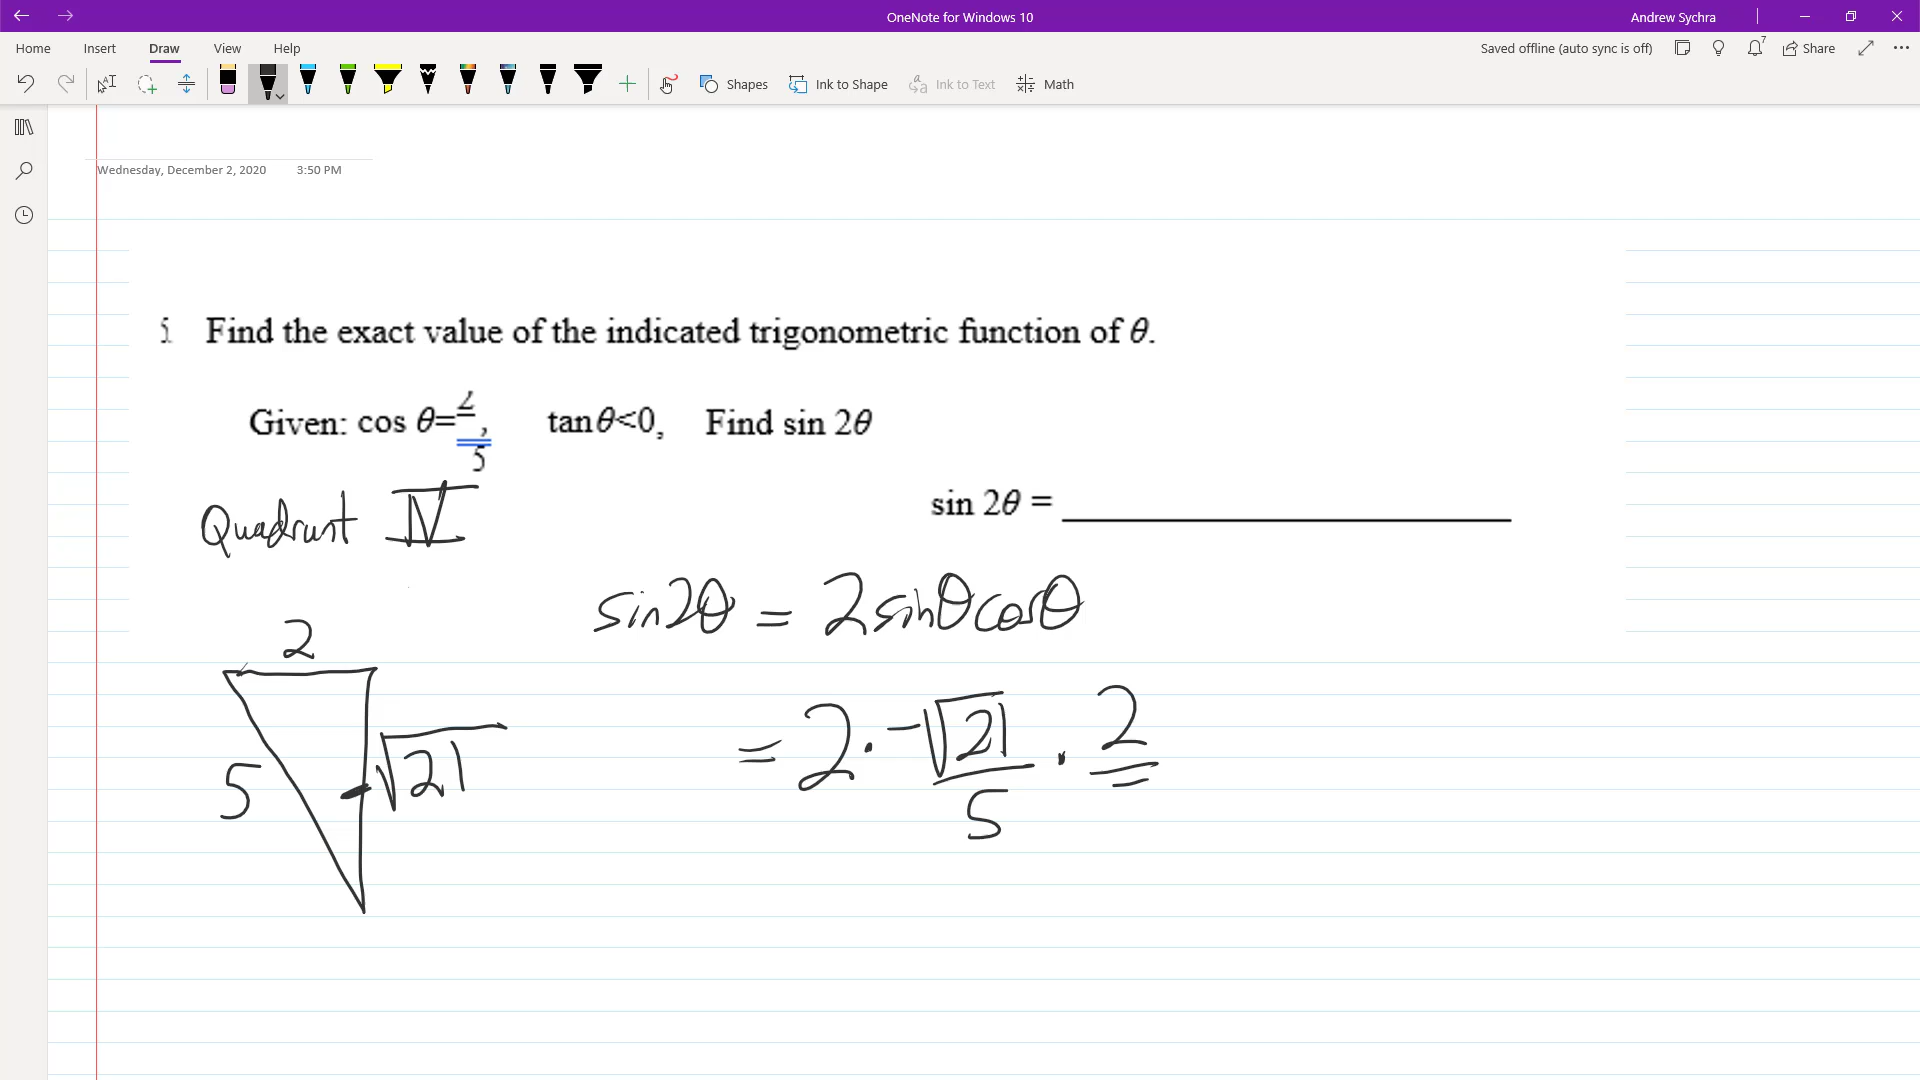 OneNote for Windows 10
Andrew Sychra
Home Insert Draw View Help
Saved offline (auto sync is off) 7 Share
Shapes Ink to Shape Ink to Text Math
Wednesday, December 2, 2020 3:50 PM
5 Find the exact value of the indicated trigonometric function of θ.
Given: cos θ=2/5, tanθ<0, Find sin 2θ
sin 2θ =
Quadrant IV
sin2θ = 2sinθcosθ
2
= 2 · -√21/5 · 2
5 -√21